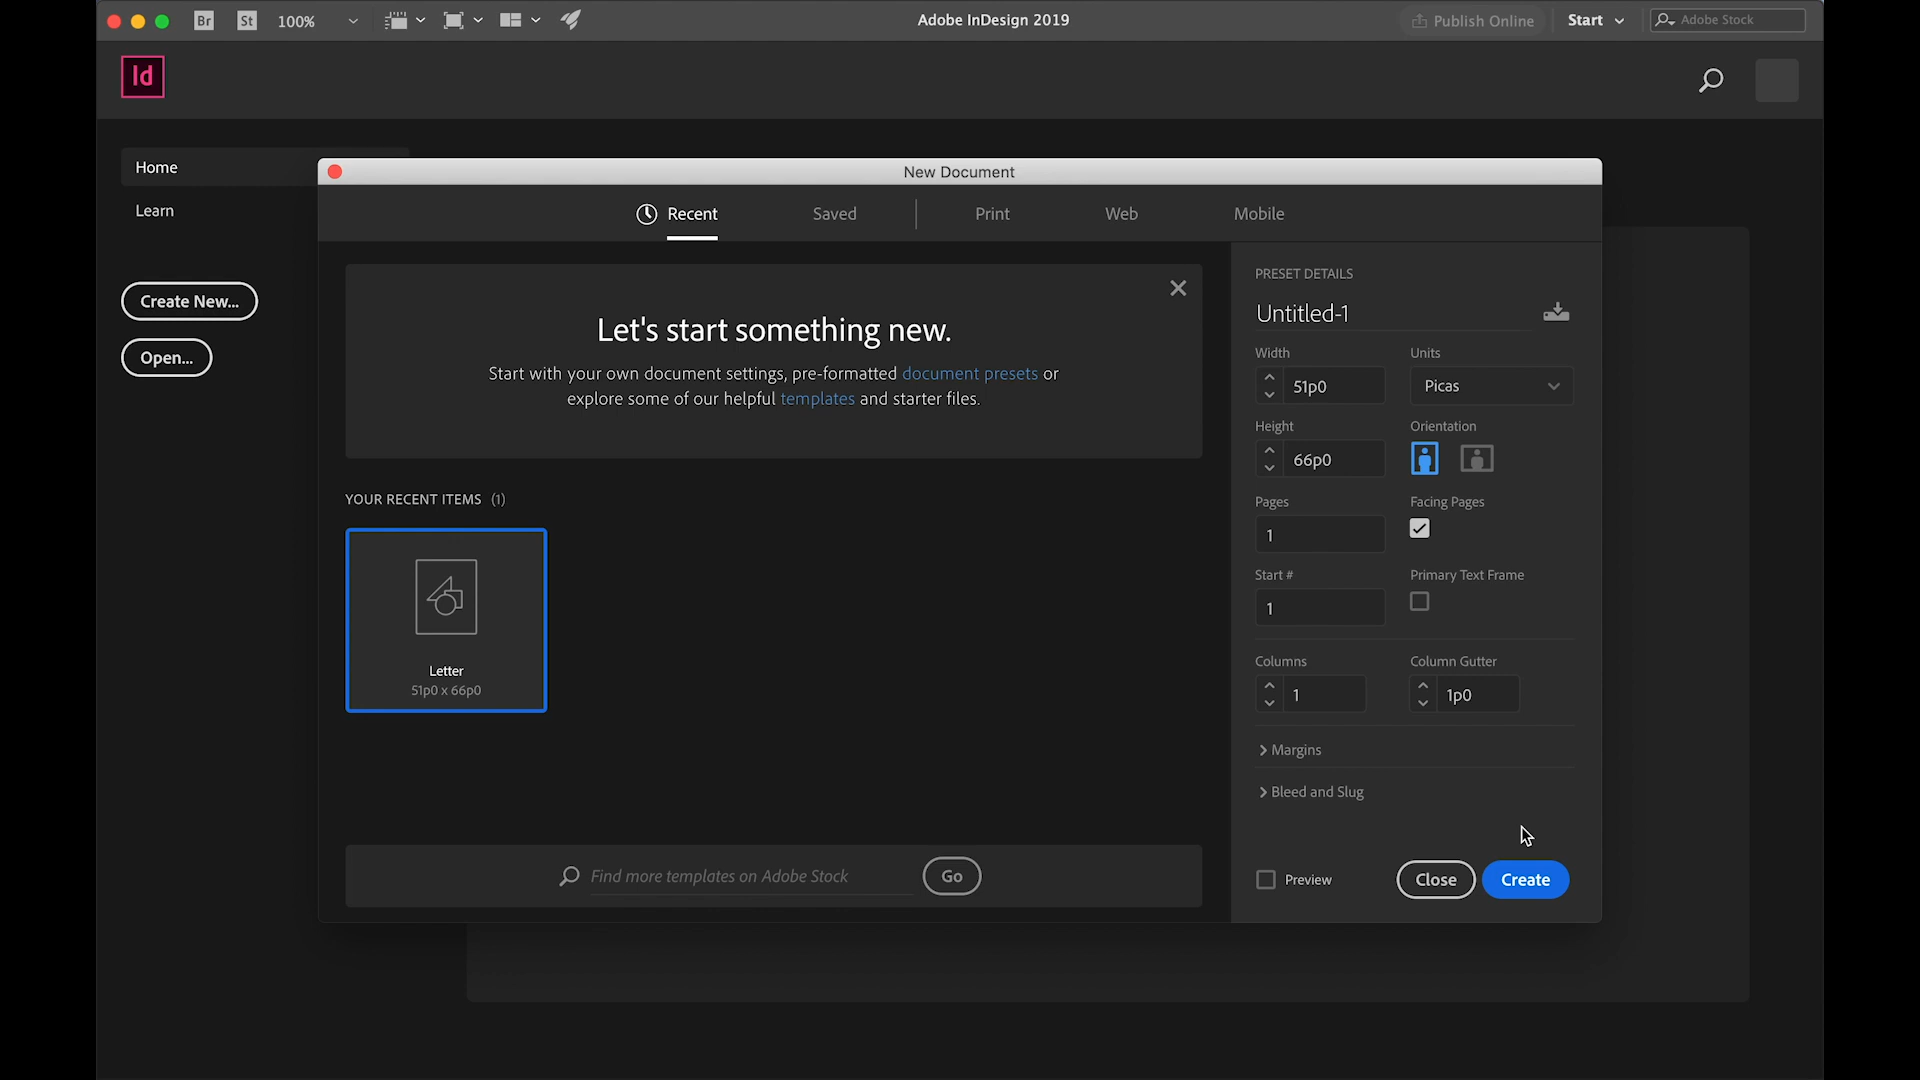 Br St 100% Adobe InDesign 2019 Publish Online Start Adobe Stock
Id
Home
Learn
Create New...
Open...
New Document
Recent Saved Print Web Mobile
Let's start something new.
Start with your own document settings, pre-formatted document presets or
explore some of our helpful templates and starter files.
YOUR RECENT ITEMS (1)
Letter
51p0 x 66p0
Find more templates on Adobe Stock Go
PRESET DETAILS
Untitled-1
Width Units
51p0 Picas
Height Orientation
66p0
Pages Facing Pages
1
Start # Primary Text Frame
1
Columns Column Gutter
1 1p0
Margins
Bleed and Slug
Preview Close Create